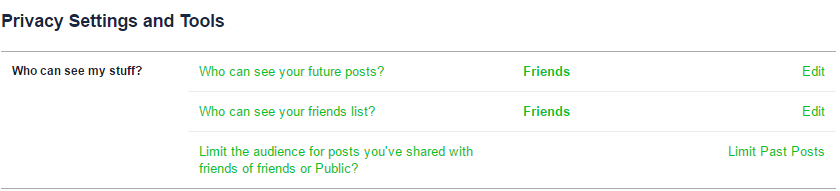 Privacy Settings and Tools
Who can see my stuff?
Who can see your future posts? Friends Edit
Who can see your friends list? Friends Edit
Limit the audience for posts you've shared with Limit Past Posts
friends of friends or Public?